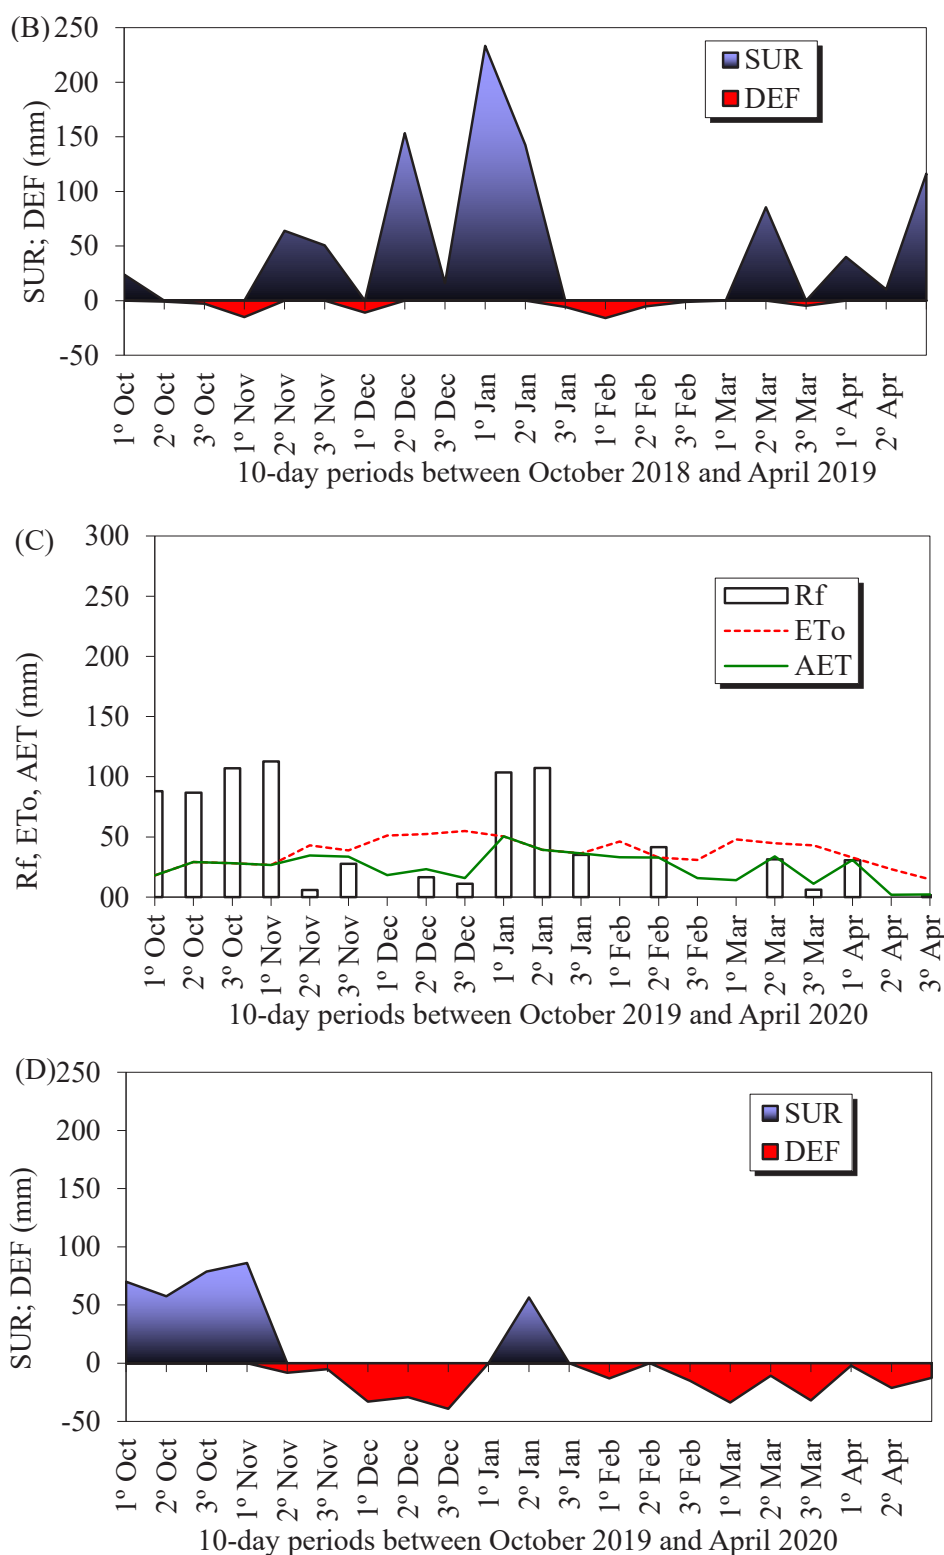 (B)
250
200
150
100
50
0
-50
SUR; DEF (mm)
SUR
DEF
1º Oct
2º Oct
3º Oct
1º Nov
2º Nov
3º Nov
1º Dec
2º Dec
3º Dec
1º Jan
2º Jan
3º Jan
1º Feb
2º Feb
3º Feb
1º Mar
2º Mar
3º Mar
1º Apr
2º Apr
10-day periods between October 2018 and April 2019
(C)
300
250
200
150
100
50
00
Rf, ETo, AET (mm)
Rf
ETo
AET
1º Oct
2º Oct
3º Oct
1º Nov
2º Nov
3º Nov
1º Dec
2º Dec
3º Dec
1º Jan
2º Jan
3º Jan
1º Feb
2º Feb
3º Feb
1º Mar
2º Mar
3º Mar
1º Apr
2º Apr
3º Apr
10-day periods between October 2019 and April 2020
(D)
250
200
150
100
50
0
-50
SUR; DEF (mm)
SUR
DEF
1º Oct
2º Oct
3º Oct
1º Nov
2º Nov
3º Nov
1º Dec
2º Dec
3º Dec
1º Jan
2º Jan
3º Jan
1º Feb
2º Feb
3º Feb
1º Mar
2º Mar
3º Mar
1º Apr
2º Apr
10-day periods between October 2019 and April 2020